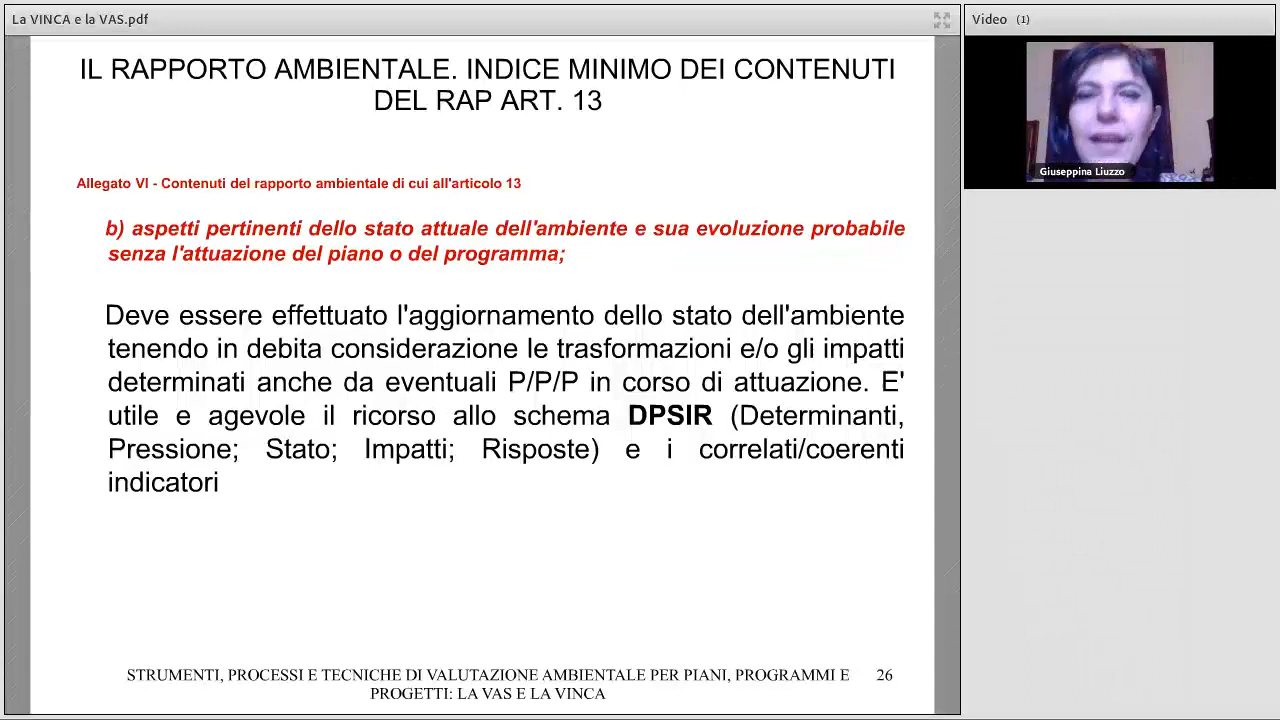 La VINCA e la VAS.pdf
Video (1)
IL RAPPORTO AMBIENTALE. INDICE MINIMO DEI CONTENUTI
DEL RAP ART. 13
Giuseppina Liuzzo
Allegato VI - Contenuti del rapporto ambientale di cui all'articolo 13
b) aspetti pertinenti dello stato attuale dell'ambiente e sua evoluzione probabile
senza l'attuazione del piano o del programma;
Deve essere effettuato l'aggiornamento dello stato dell'ambiente
tenendo in debita considerazione le trasformazioni e/o gli impatti
determinati anche da eventuali P/P/P in corso di attuazione. E'
utile e agevole il ricorso allo schema DPSIR (Determinanti,
Pressione; Stato; Impatti; Risposte) e i correlati/coerenti
indicatori
STRUMENTI, PROCESSI E TECNICHE DI VALUTAZIONE AMBIENTALE PER PIANI, PROGRAMMI E
PROGETTI: LA VAS E LA VINCA
26